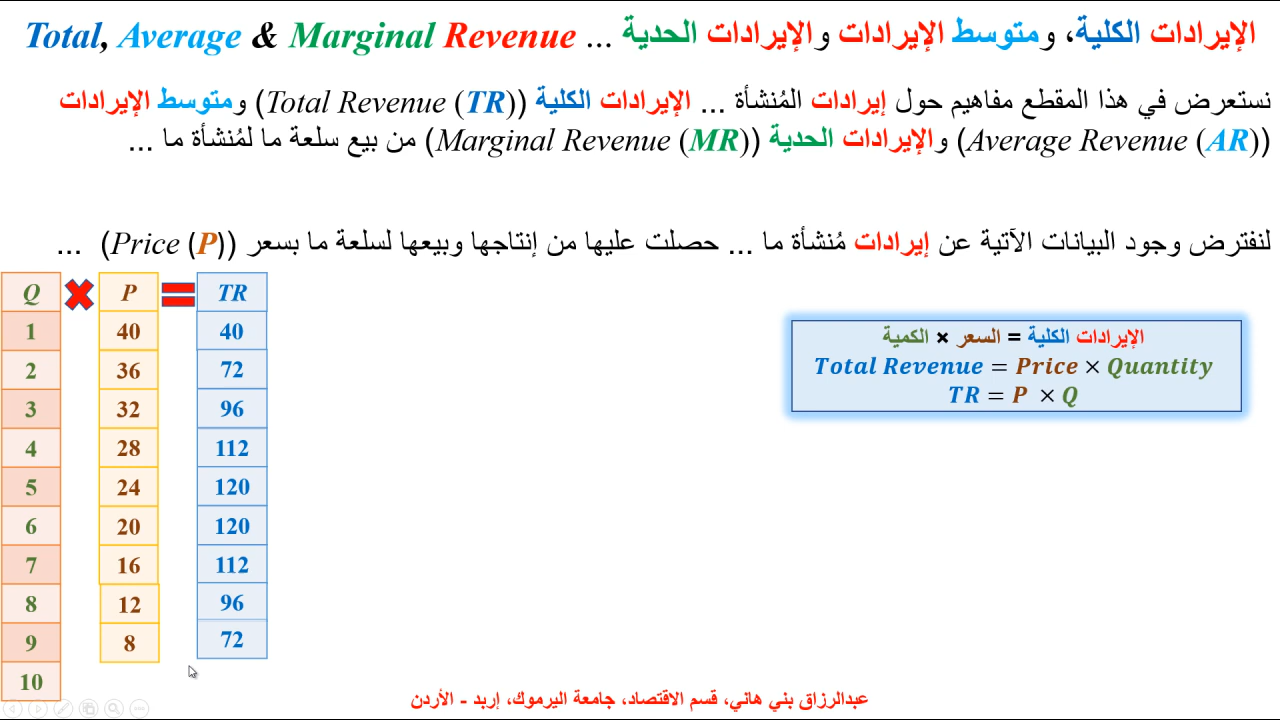 الإيرادات الكلية، ومتوسط الإيرادات والإيرادات الحدية ... Total, Average & Marginal Revenue
نستعرض في هذا المقطع مفاهيم حول إيرادات المُنشأة ... الإيرادات الكلية (Total Revenue (TR)) ومتوسط الإيرادات
(Average Revenue (AR)) والإيرادات الحدية (Marginal Revenue (MR)) من بيع سلعة ما لمُنشأة ما ...
لنفترض وجود البيانات الآتية عن إيرادات مُنشأة ما ... حصلت عليها من إنتاجها وبيعها لسلعة ما بسعر (Price (P)) ...
Q × P = TR
1 40 40
2 36 72
3 32 96
4 28 112
5 24 120
6 20 120
7 16 112
8 12 96
9 8 72
10
الإيرادات الكلية = السعر × الكمية
Total Revenue = Price × Quantity
TR = P × Q
عبدالرزاق بني هاني، قسم الاقتصاد، جامعة اليرموك، إربد - الأردن